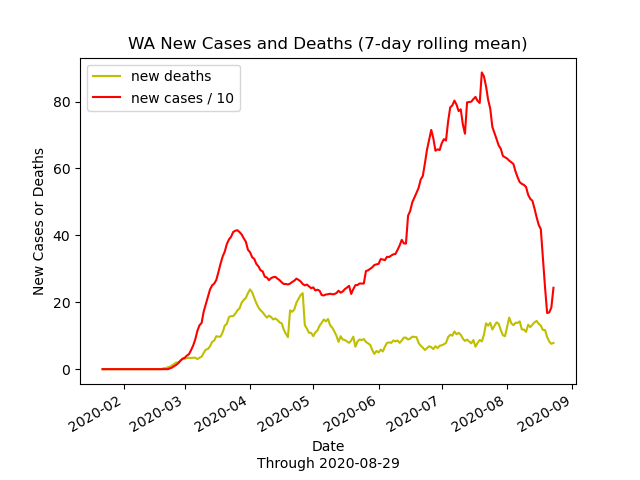 WA New Cases and Deaths (7-day rolling mean)
new deaths
new cases / 10
New Cases or Deaths
80
60
40
20
0
2020-02
2020-03
2020-04
2020-05
2020-06
2020-07
2020-08
2020-09
Date
Through 2020-08-29